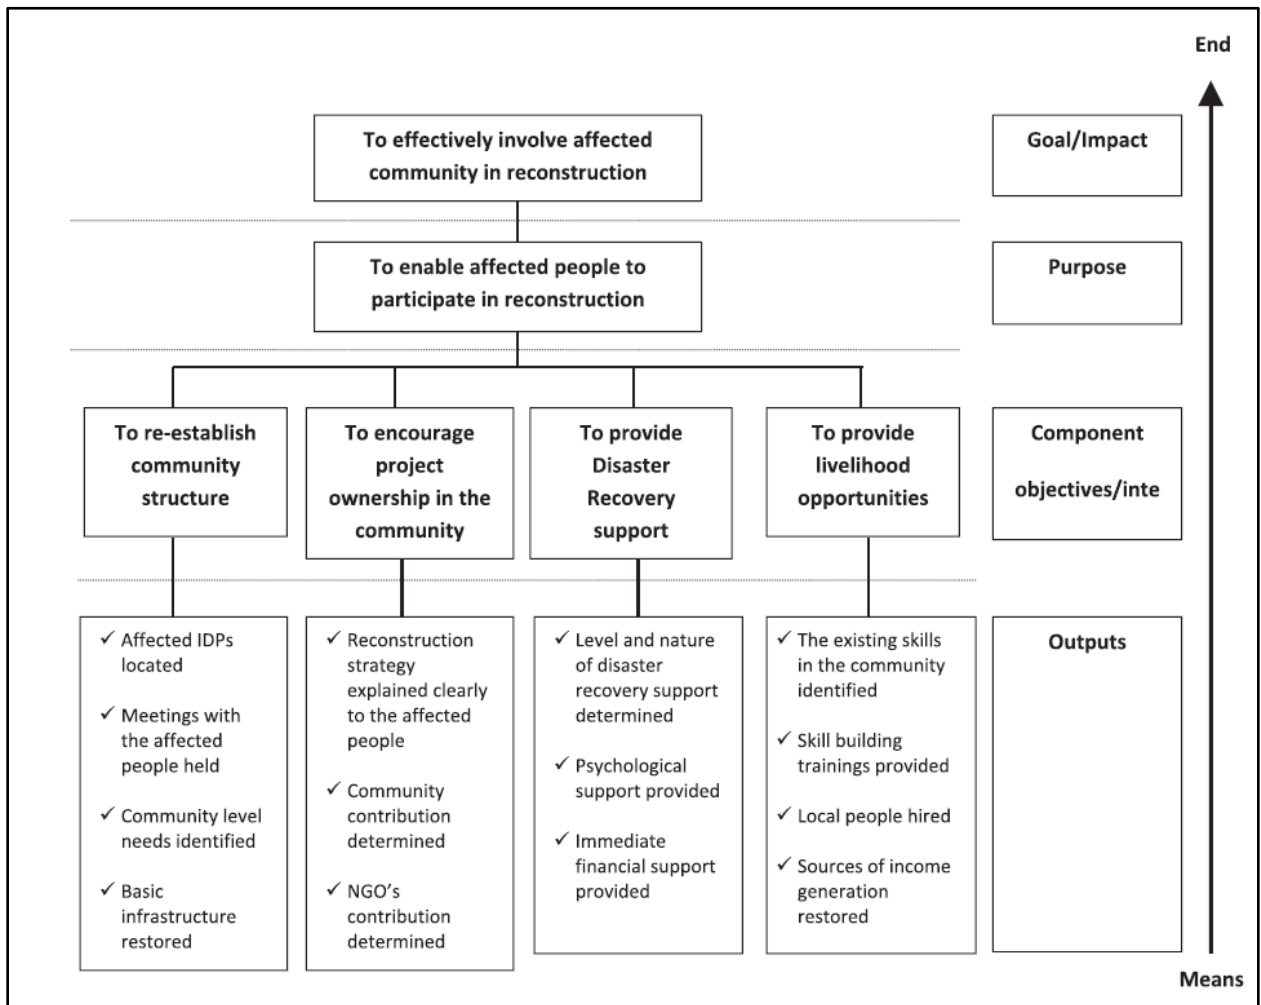 End
To effectively involve affected
community in reconstruction
Goal/Impact
To enable affected people to
participate in reconstruction
Purpose
To re-establish
community
structure
To encourage
project
ownership in the
community
To provide
Disaster
Recovery
support
To provide
livelihood
opportunities
Component
objectives/inte
✓ Affected IDPs
located
✓ Meetings with
the affected
people held
✓ Community level
needs identified
✓ Basic
infrastructure
restored
✓ Reconstruction
strategy
explained clearly
to the affected
people
✓ Community
contribution
determined
✓ NGO's
contribution
determined
✓ Level and nature
of disaster
recovery support
determined
✓ Psychological
support provided
✓ Immediate
financial support
provided
✓ The existing skills
in the community
identified
✓ Skill building
trainings provided
✓ Local people hired
✓ Sources of income
generation
restored
Outputs
Means